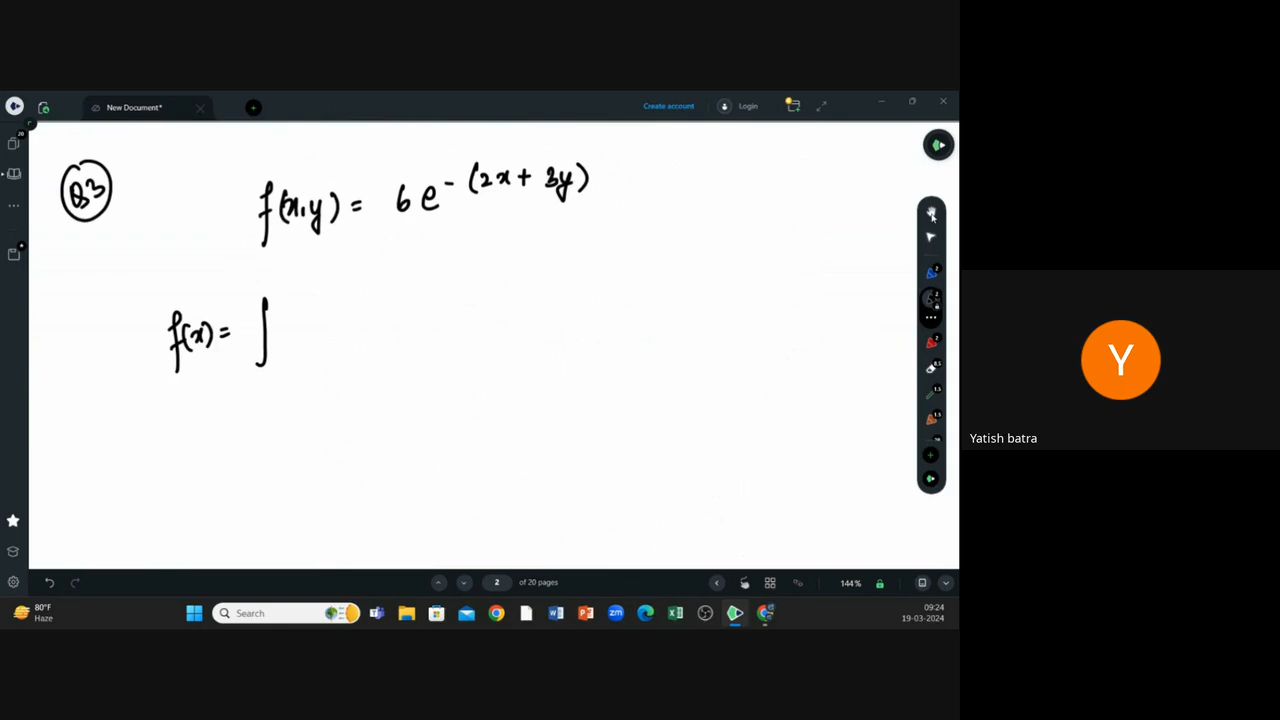 New Document*
Create account
Login
Q3
f(x,y) = 6 e^-(2x + 3y)
f(x) = ∫
Y
Yatish batra
2 of 20 pages
144%
80°F
Haze
Search
09:24
19-03-2024